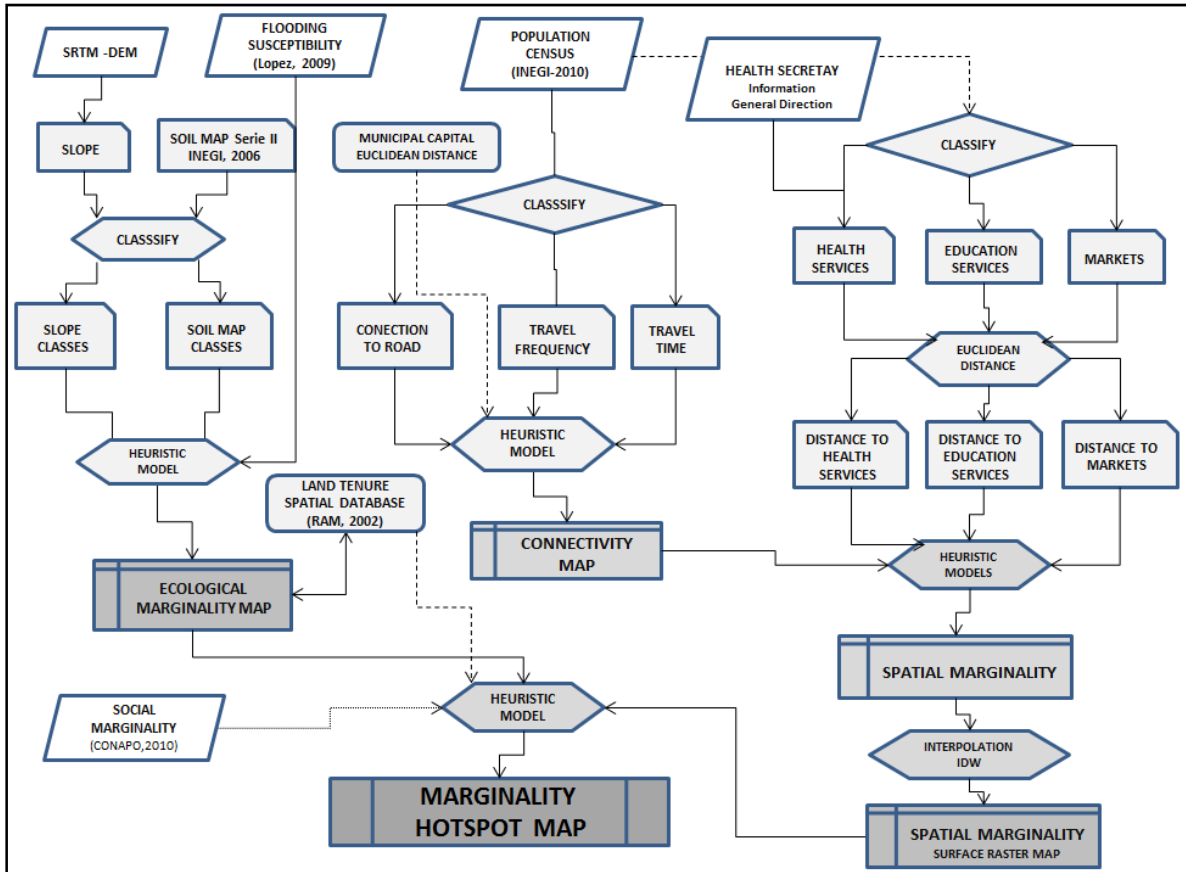 SRTM -DEM
FLOODING
SUSCEPTIBILITY
(Lopez, 2009)
POPULATION
CENSUS
(INEGI-2010)
HEALTH SECRETAY
Information
General Direction
SLOPE
SOIL MAP Serie II
INEGI, 2006
MUNICIPAL CAPITAL
EUCLIDEAN DISTANCE
CLASSIFY
CLASSSIFY
CLASSSIFY
HEALTH
SERVICES
EDUCATION
SERVICES
MARKETS
SLOPE
CLASSES
SOIL MAP
CLASSES
CONECTION
TO ROAD
TRAVEL
FREQUENCY
TRAVEL
TIME
EUCLIDEAN
DISTANCE
HEURISTIC
MODEL
HEURISTIC
MODEL
DISTANCE TO
HEALTH
SERVICES
DISTANCE TO
EDUCATION
SERVICES
DISTANCE TO
MARKETS
LAND TENURE
SPATIAL DATABASE
(RAM, 2002)
CONNECTIVITY
MAP
HEURISTIC
MODELS
ECOLOGICAL
MARGINALITY MAP
SPATIAL MARGINALITY
SOCIAL
MARGINALITY
(CONAPO,2010)
HEURISTIC
MODEL
INTERPOLATION
IDW
MARGINALITY
HOTSPOT MAP
SPATIAL MARGINALITY
SURFACE RASTER MAP